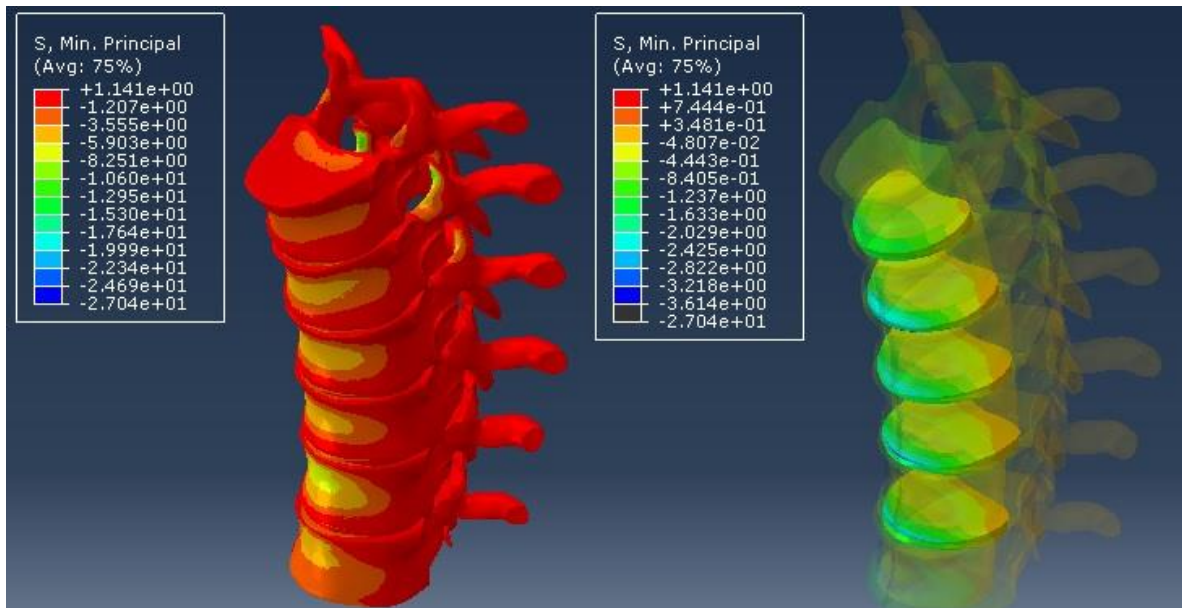 S, Min. Principal
(Avg: 75%)
+1.141e+00
-1.207e+00
-3.555e+00
-5.903e+00
-8.251e+00
-1.060e+01
-1.295e+01
-1.530e+01
-1.764e+01
-1.999e+01
-2.234e+01
-2.469e+01
-2.704e+01
S, Min. Principal
(Avg: 75%)
+1.141e+00
+7.444e-01
+3.481e-01
-4.807e-02
-4.443e-01
-8.405e-01
-1.237e+00
-1.633e+00
-2.029e+00
-2.425e+00
-2.822e+00
-3.218e+00
-3.614e+00
-2.704e+01